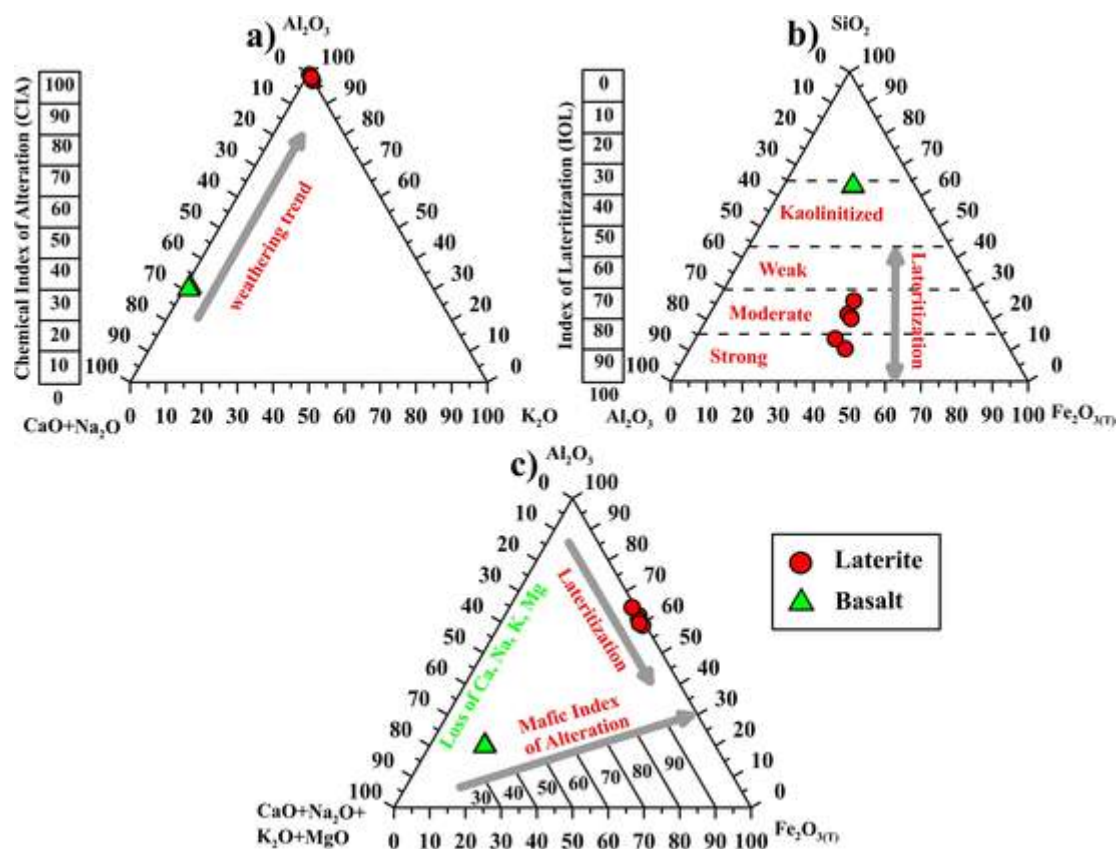 a)
Al₂O₃
Chemical Index of Alteration (CIA)
100
90
80
70
60
50
40
30
20
10
0
0
10
20
30
40
50
60
70
80
90
100
100
90
80
70
60
50
40
30
20
10
0
weathering trend
0 10 20 30 40 50 60 70 80 90 100
CaO+Na₂O
K₂O
b)
SiO₂
Index of Lateritization (IOL)
0
10
20
30
40
50
60
70
80
90
100
0
10
20
30
40
60
70
80
90
100
100
90
80
70
60
40
30
20
10
0
Kaolinitized
Weak
Moderate
Strong
Lateritization
0 10 20 30 40 50 60 70 80 90 100
Al₂O₃
Fe₂O₃(T)
c)
Al₂O₃
0
10
20
30
40
50
60
70
80
90
100
100
90
80
70
60
50
40
30
20
10
0
Loss of Ca, Na, K, Mg
Lateritization
Mafic Index
of Alteration
30 40 50 60 70 80 90
0 10 20 30 40 50 60 70 80 90 100
CaO+Na₂O+
K₂O+MgO
Fe₂O₃(T)
Laterite
Basalt